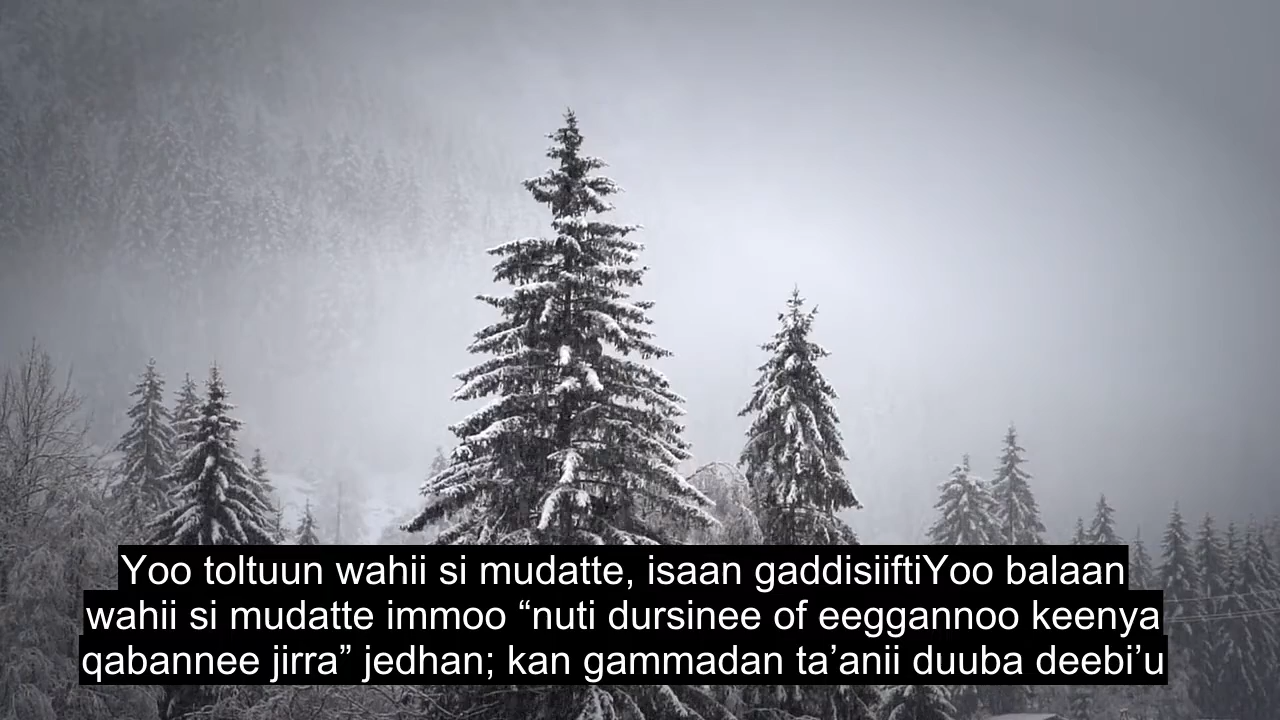 Yoo toltuun wahii si mudatte, isaan gaddisiiftiYoo balaan
wahii si mudatte immoo “nuti dursinee of eeggannoo keenya
qabannee jirra” jedhan; kan gammadan ta’anii duuba deebi’u